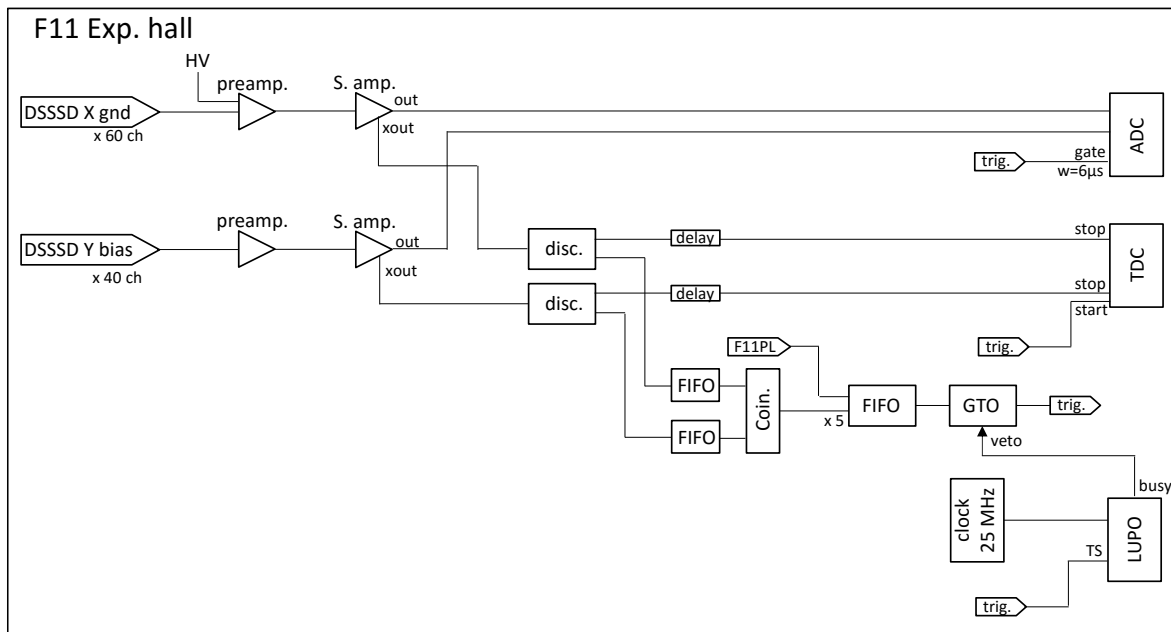 F11 Exp. hall
HV
preamp.
S. amp.
out
DSSSD X gnd
x 60 ch
xout
ADC
trig.
gate
w=6μs
preamp.
S. amp.
DSSSD Y bias
x 40 ch
out
xout
disc.
delay
stop
TDC
disc.
delay
stop
start
F11PL
trig.
FIFO
Coin.
FIFO
x 5
FIFO
GTO
trig.
veto
busy
clock
25 MHz
LUPO
TS
trig.